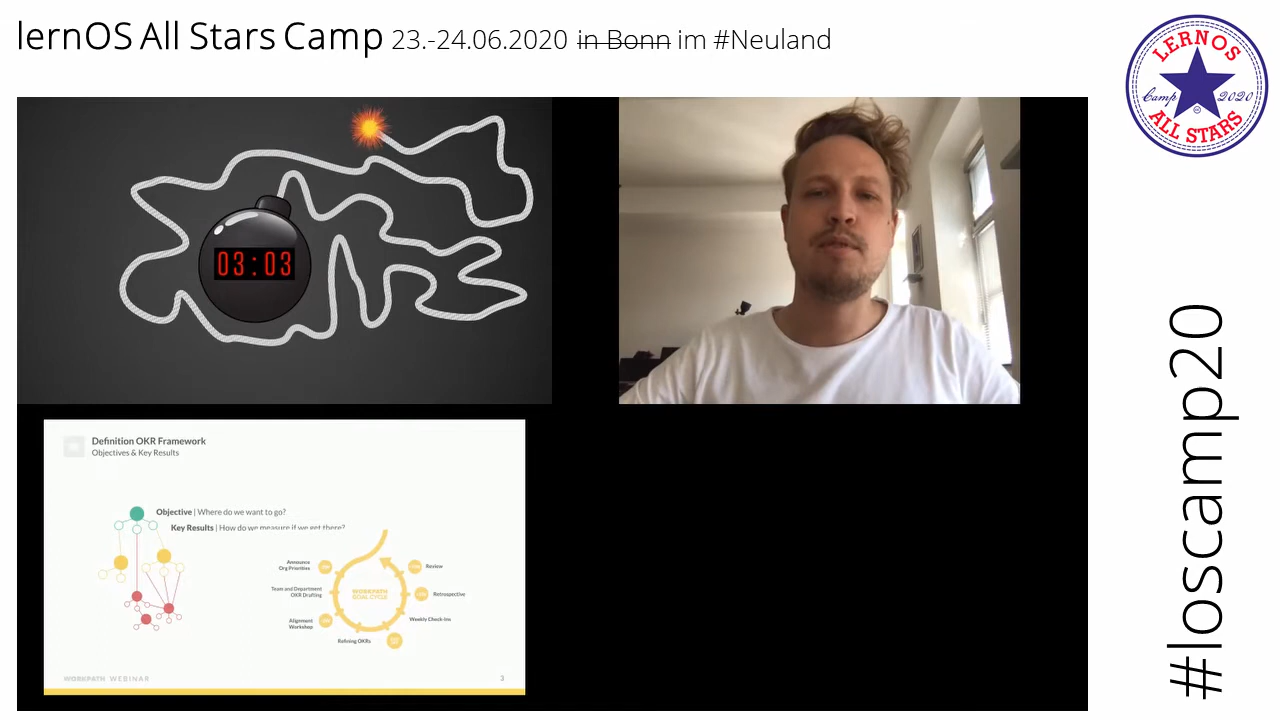 lernOS All Stars Camp 23.-24.06.2020 in Bonn im #Neuland
LERNOS
Camp 2020
ALL STARS
03:03
Definition OKR Framework
Objectives & Key Results
Objective | Where do we want to go?
Key Results | How do we measure if we get there?
Announce
Org Priorities
Review
WORKPATH
GOAL CYCLE
Team and Department
OKR Drafting
Retrospective
Alignment
Workshop
Weekly Check-Ins
Refining OKRs
WORKPATH WEBINAR
3
#loscamp20